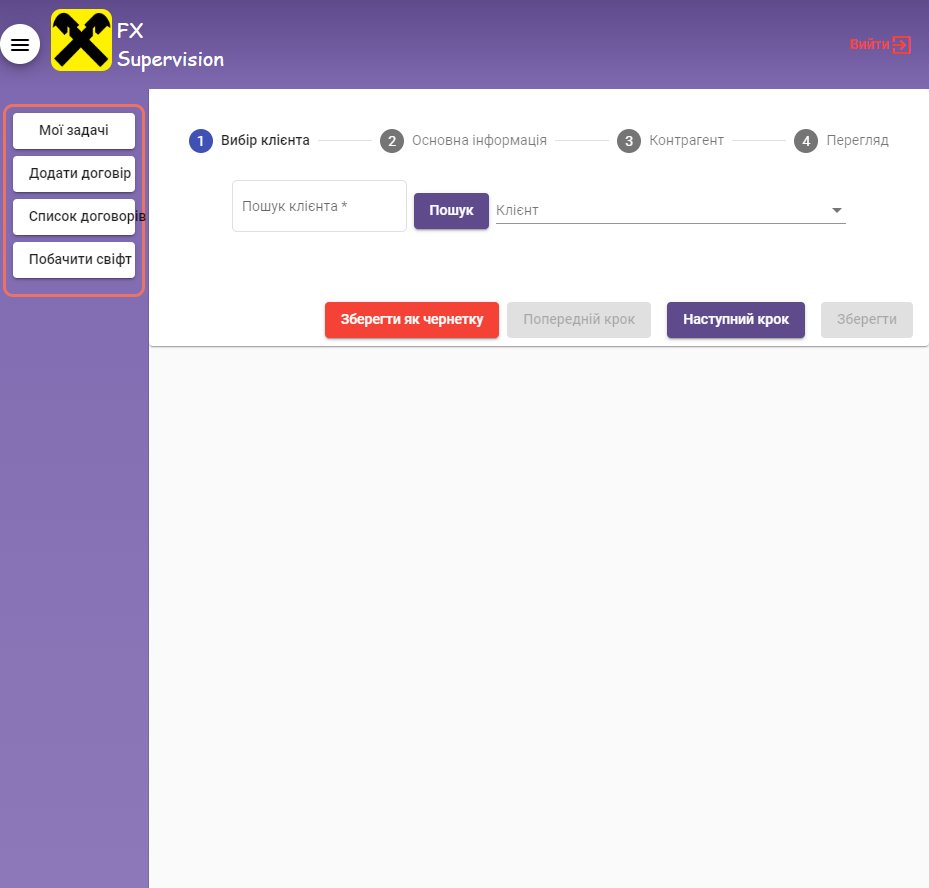 FX
Supervision
Вийти
Мої задачі
Додати договір
Список договорів
Побачити свіфт
1 Вибір клієнта
2 Основна інформація
3 Контрагент
4 Перегляд
Пошук клієнта *
Пошук
Клієнт
Зберегти як чернетку
Попередній крок
Наступний крок
Зберегти